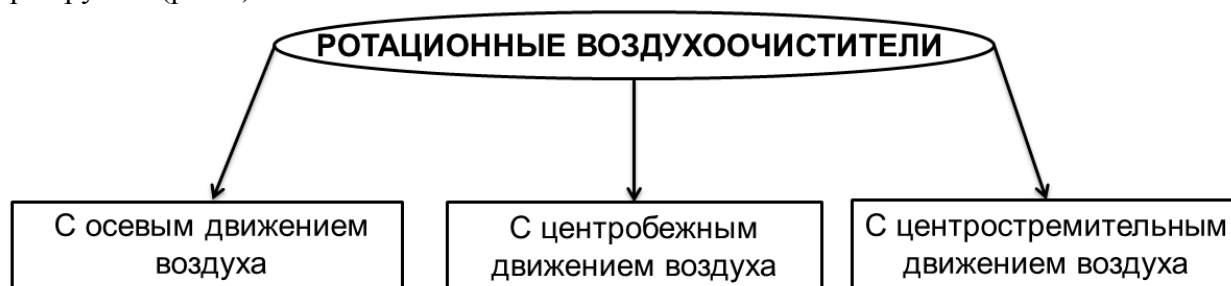 РОТАЦИОННЫЕ ВОЗДУХООЧИСТИТЕЛИ
С осевым движением
воздуха
С центробежным
движением воздуха
С центростремительным
движением воздуха